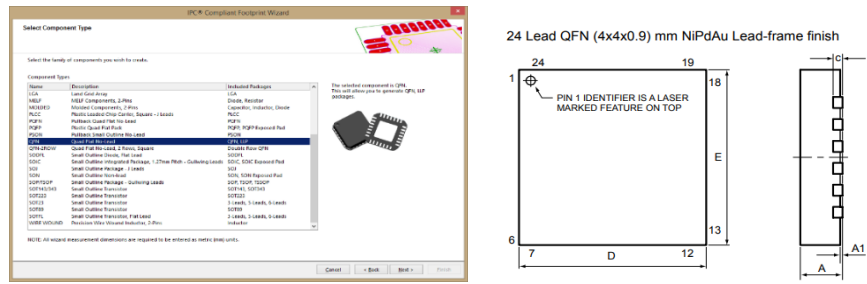 IPC® Compliant Footprint Wizard
Select Component Type
Select the family of components you wish to create.
Component Types
Name Description Included Packages
LGA Land Grid Array LGA
MELF MELF Components, 2-Pins Diode, Resistor
MOLDED Molded Components, 2-Pins Capacitor, Inductor, Diode
PLCC Plastic Leaded Chip Carrier, Square - J Leads PLCC
PQFN Pullback Quad Flat No-Lead PQFN
PQFP Plastic Quad Flat Pack PQFP, PQFP Exposed Pad
PSON Pullback Small Outline No-Lead PSON
QFN Quad Flat No-Lead QFN, LLP
QFN-2ROW Quad Flat No-Lead, 2 Rows, Square Double Row QFN
SODFL Small Outline Diode, Flat Lead SODFL
SOIC Small Outline Integrated Package, 1.27mm Pitch - Gullwing Leads SOIC, SOIC Exposed Pad
SOJ Small Outline Package - J Leads SOJ
SON Small Outline Non-lead SON, SON Exposed Pad
SOP/TSOP Small Outline Package - Gullwing Leads SOP, TSOP, TSSOP
SOT143/343 Small Outline Transistor SOT143, SOT343
SOT223 Small Outline Transistor SOT223
SOT23 Small Outline Transistor 3-Leads, 5-Leads, 6-Leads
SOT89 Small Outline Transistor SOT89
SOTFL Small Outline Transistor, Flat Lead 3-Leads, 5-Leads, 6-Leads
WIRE WOUND Precision Wire Wound Inductor, 2-Pins Inductor
The selected component is QFN.
This will allow you to generate QFN, LLP
packages.
NOTE: All wizard measurement dimensions are required to be entered as metric (mm) units.
Cancel < Back Next > Finish
24 Lead QFN (4x4x0.9) mm NiPdAu Lead-frame finish
24 19
1 18
PIN 1 IDENTIFIER IS A LASER
MARKED FEATURE ON TOP
E
6 13
7 D 12
C
A1
A